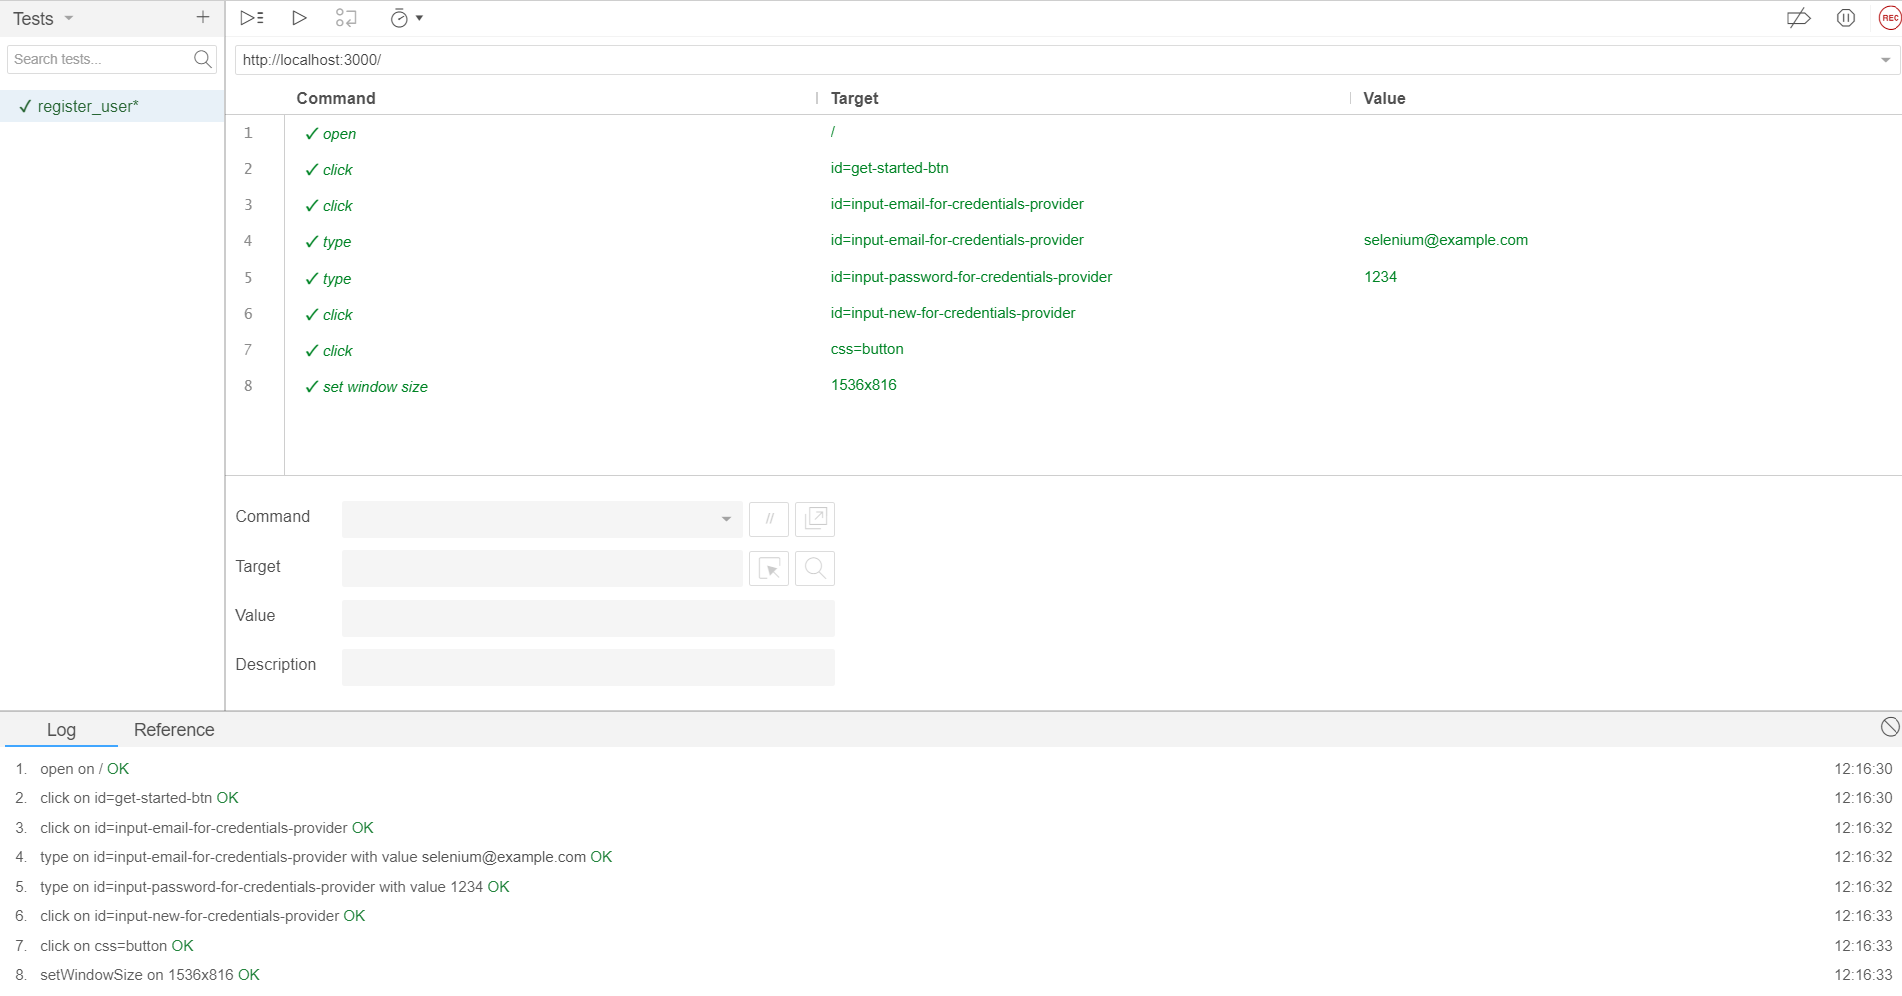 Tests
+
REC
Search tests...
http://localhost:3000/
✓ register_user*
Command Target Value
1 ✓ open /
2 ✓ click id=get-started-btn
3 ✓ click id=input-email-for-credentials-provider
4 ✓ type id=input-email-for-credentials-provider selenium@example.com
5 ✓ type id=input-password-for-credentials-provider 1234
6 ✓ click id=input-new-for-credentials-provider
7 ✓ click css=button
8 ✓ set window size 1536x816
Command //
Target
Value
Description
Log Reference
1. open on / OK 12:16:30
2. click on id=get-started-btn OK 12:16:30
3. click on id=input-email-for-credentials-provider OK 12:16:32
4. type on id=input-email-for-credentials-provider with value selenium@example.com OK 12:16:32
5. type on id=input-password-for-credentials-provider with value 1234 OK 12:16:32
6. click on id=input-new-for-credentials-provider OK 12:16:33
7. click on css=button OK 12:16:33
8. setWindowSize on 1536x816 OK 12:16:33